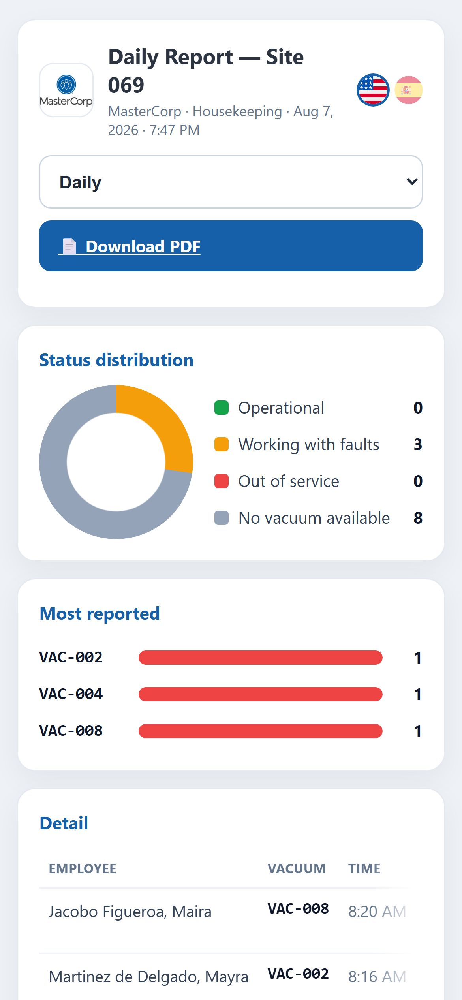 MasterCorp
Daily Report — Site
069
MasterCorp · Housekeeping · Aug 7,
2026 · 7:47 PM
Daily
Download PDF
Status distribution
Operational 0
Working with faults 3
Out of service 0
No vacuum available 8
Most reported
VAC-002 1
VAC-004 1
VAC-008 1
Detail
EMPLOYEE VACUUM TIME
Jacobo Figueroa, Maira VAC-008 8:20 AM
Martinez de Delgado, Mayra VAC-002 8:16 AM